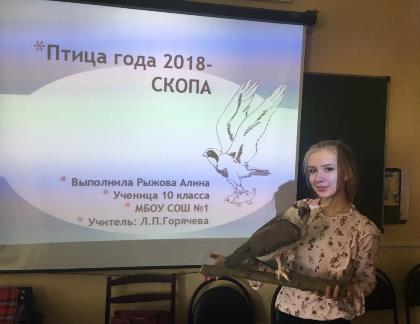 *Птица года 2018-
СКОПА
* Выполнила Рыжова Алина
* Ученица 10 класса
* МБОУ СОШ №1
* Учитель: Л.П.Горячева